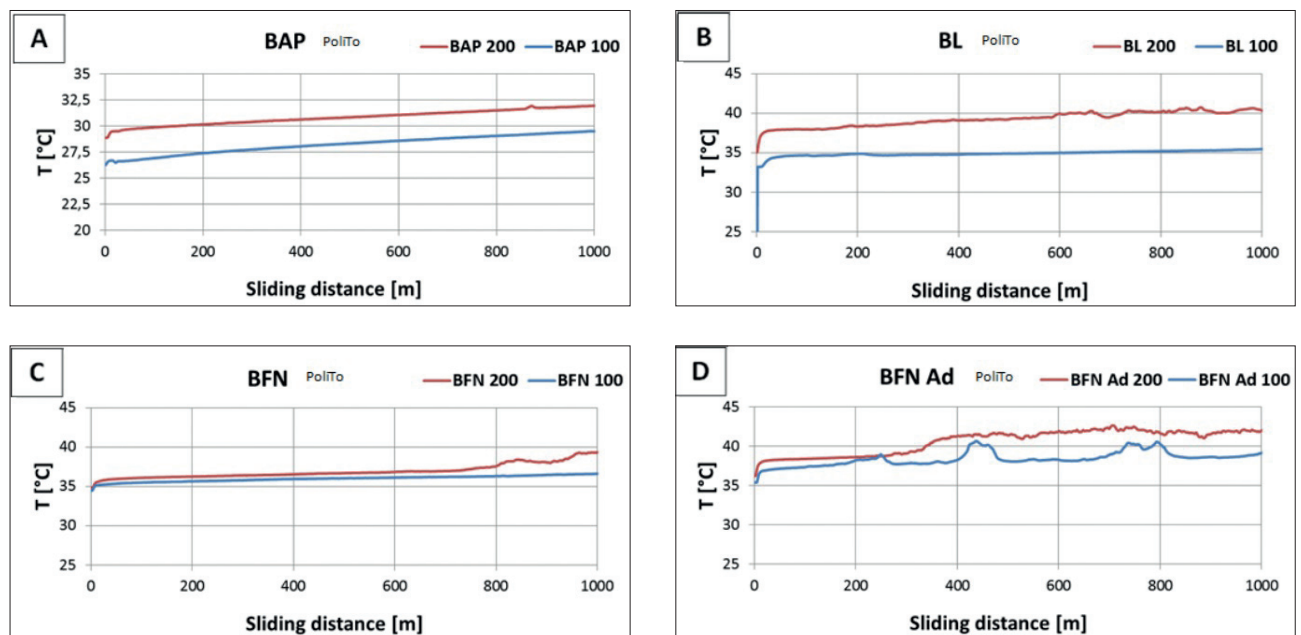 A
BAP PoliTo
BAP 200 BAP 100
T [°C]
35
32,5
30
27,5
25
22,5
20
0 200 400 600 800 1000
Sliding distance [m]
B
BL PoliTo
BL 200 BL 100
T [°C]
45
40
35
30
25
0 200 400 600 800 1000
Sliding distance [m]
C
BFN PoliTo
BFN 200 BFN 100
T [°C]
45
40
35
30
25
0 200 400 600 800 1000
Sliding distance [m]
D
BFN Ad PoliTo
BFN Ad 200 BFN Ad 100
T [°C]
45
40
35
30
25
0 200 400 600 800 1000
Sliding distance [m]